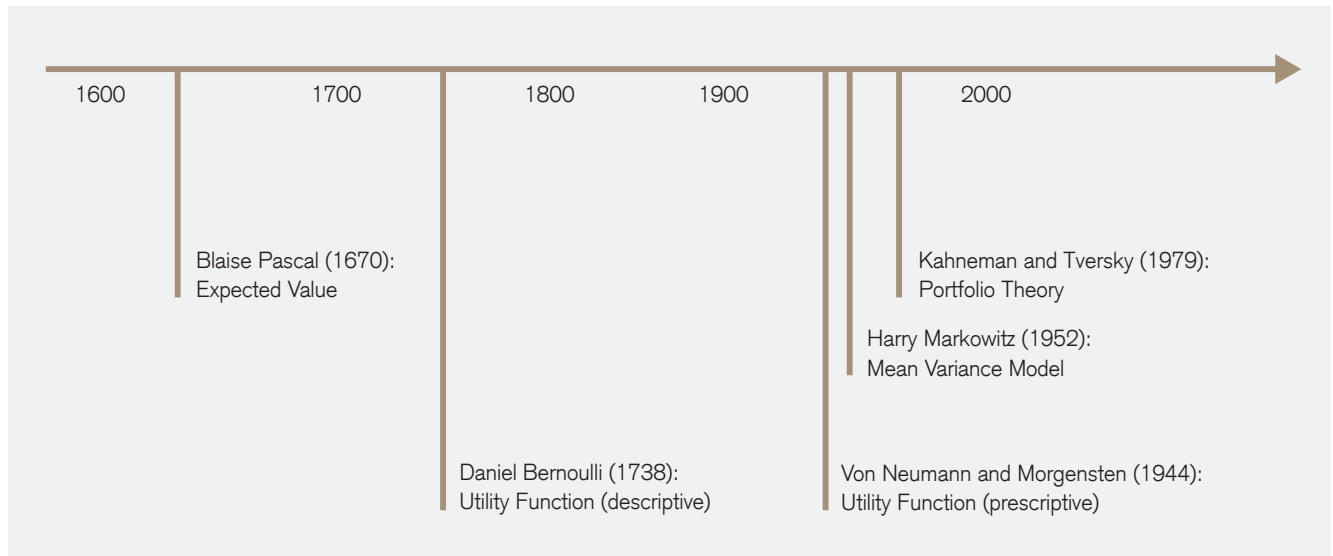 1600 1700 1800 1900 2000
Blaise Pascal (1670):
Expected Value
Kahneman and Tversky (1979):
Portfolio Theory
Harry Markowitz (1952):
Mean Variance Model
Daniel Bernoulli (1738):
Utility Function (descriptive)
Von Neumann and Morgensten (1944):
Utility Function (prescriptive)